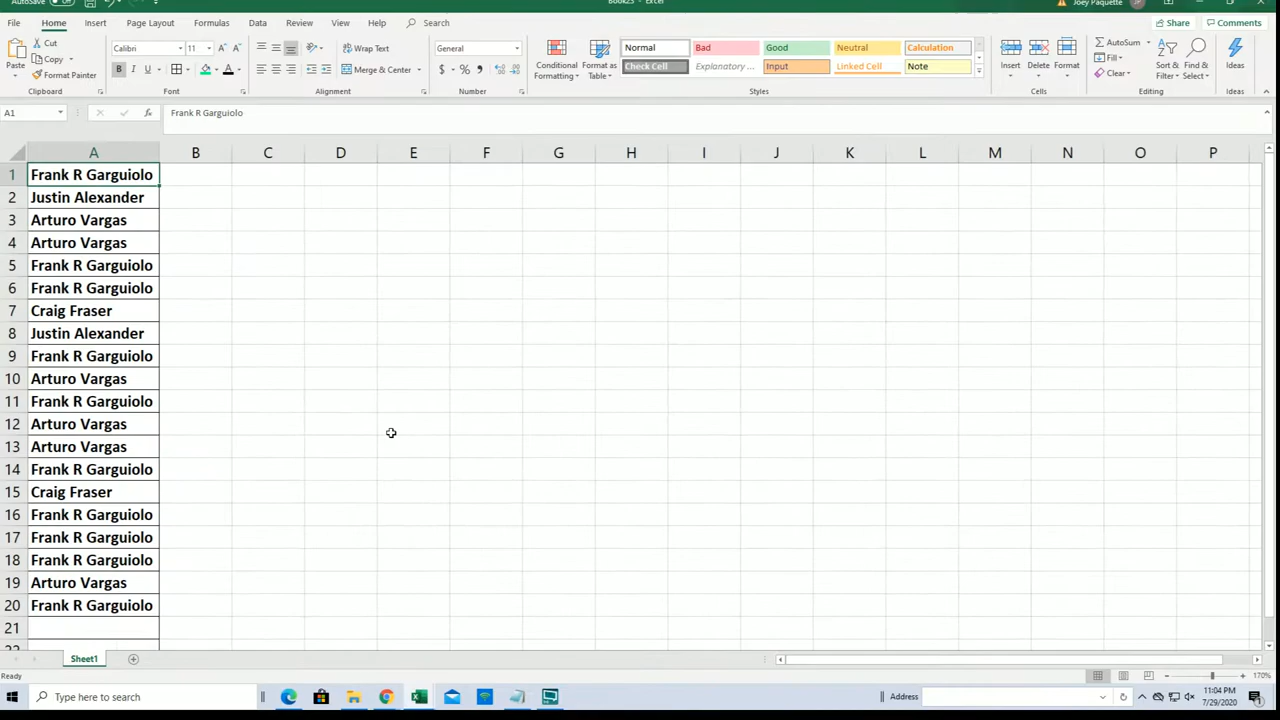 AutoSave Off
Book25 - Excel
Joey Paquette JP
File Home Insert Page Layout Formulas Data Review View Help Search Share Comments
Paste Cut Copy Format Painter Clipboard
Calibri 11 B I U A Font
Wrap Text Merge & Center Alignment
General $ % Number
Conditional Formatting Format as Table
Normal Bad Good Neutral Calculation
Check Cell Explanatory ... Input Linked Cell Note
Styles
Insert Delete Format Cells
AutoSum Fill Clear Sort & Filter Find & Select Editing
Ideas Ideas
A1 fx Frank R Garguiolo
A B C D E F G H I J K L M N O P
1 Frank R Garguiolo
2 Justin Alexander
3 Arturo Vargas
4 Arturo Vargas
5 Frank R Garguiolo
6 Frank R Garguiolo
7 Craig Fraser
8 Justin Alexander
9 Frank R Garguiolo
10 Arturo Vargas
11 Frank R Garguiolo
12 Arturo Vargas
13 Arturo Vargas
14 Frank R Garguiolo
15 Craig Fraser
16 Frank R Garguiolo
17 Frank R Garguiolo
18 Frank R Garguiolo
19 Arturo Vargas
20 Frank R Garguiolo
21
22
Sheet1
Ready 170%
Type here to search Address 11:04 PM
7/29/2020